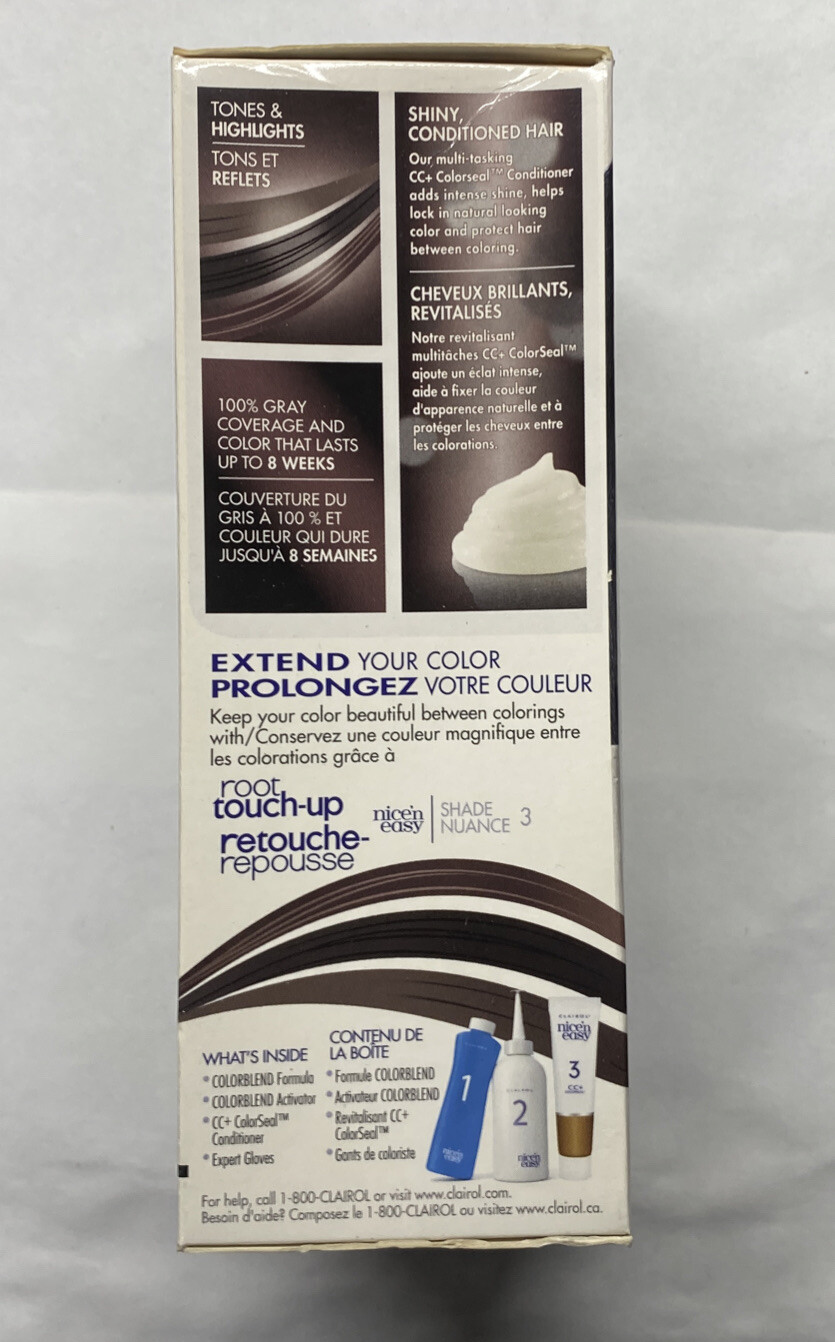 TONES &
HIGHLIGHTS
TONS ET
REFLETS
SHINY,
CONDITIONED HAIR
Our multi-tasking
CC+ Colorseal™ Conditioner
adds intense shine, helps
lock in natural looking
color and protect hair
between coloring.
CHEVEUX BRILLANTS,
REVITALISÉS
Notre revitalisant
multitâches CC+ ColorSeal™
ajoute un éclat intense,
aide à fixer la couleur
d'apparence naturelle et à
protéger les cheveux entre
les colorations.
100% GRAY
COVERAGE AND
COLOR THAT LASTS
UP TO 8 WEEKS
COUVERTURE DU
GRIS À 100 % ET
COULEUR QUI DURE
JUSQU'À 8 SEMAINES
EXTEND YOUR COLOR
PROLONGEZ VOTRE COULEUR
Keep your color beautiful between colorings
with/Conservez une couleur magnifique entre
les colorations grâce à
root
touch-up
retouche-
repousse
nice'n
easy
SHADE
NUANCE 3
WHAT'S INSIDE
• COLORBLEND Formula
• COLORBLEND Activator
• CC+ ColorSeal™
Conditioner
• Expert Gloves
CONTENU DE
LA BOÎTE
• Formule COLORBLEND
• Activateur COLORBLEND
• Revitalisant CC+
ColorSeal™
• Gants de coloriste
1
nice'n
easy
CLAIROL
2
nice'n
easy
CLAIROL
nice'n
easy
3
CC+
For help, call 1-800-CLAIROL or visit www.clairol.com.
Besoin d'aide? Composez le 1-800-CLAIROL ou visitez www.clairol.ca.